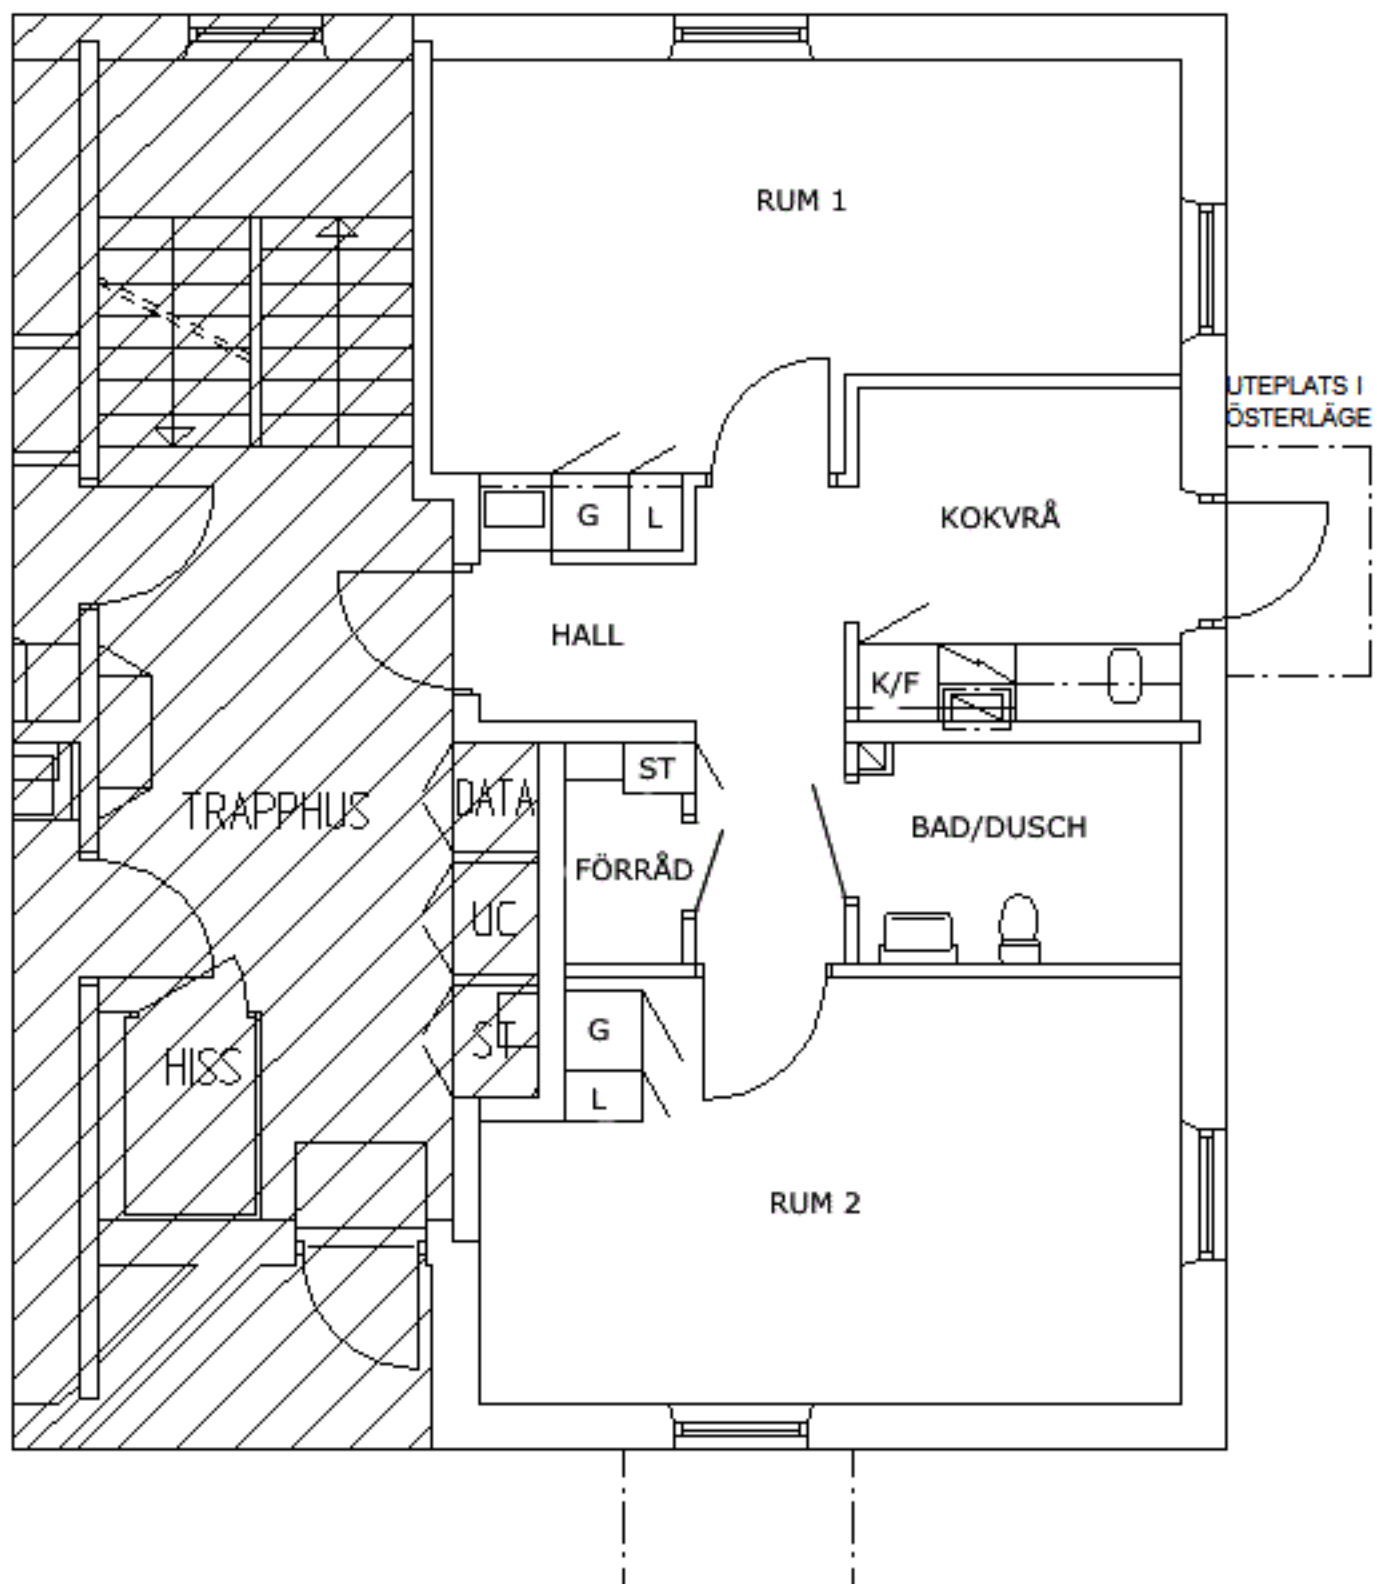 RUM 1
UTEPLATS I
ÖSTERLÄGE
G L
KOKVRÅ
HALL
K/F
ST
DATA
TRAPPHUS
BAD/DUSCH
FÖRRÅD
UC
G
ST
HISS
L
RUM 2